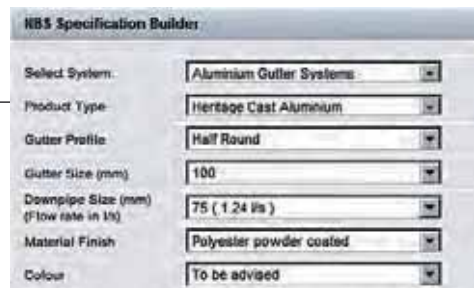 NBS Specification Builder
Select System: Aluminium Gutter Systems
Product Type Heritage Cast Aluminium
Gutter Profile Half Round
Gutter Size (mm) 100
Downpipe Size (mm)
(Flow rate in l/s) 75 ( 1.24 l/s )
Material Finish Polyester powder coated
Colour To be advised